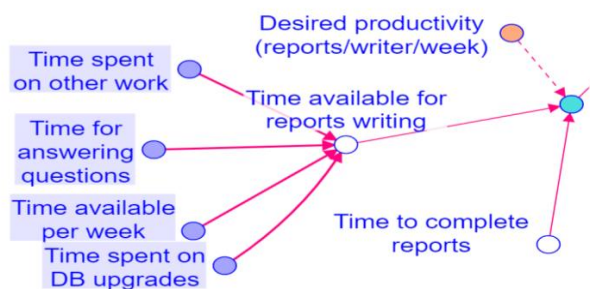 Desired productivity
(reports/writer/week)
Time spent
on other work
Time available for
reports writing
Time for
answering
questions
Time available
per week
Time to complete
reports
Time spent on
DB upgrades